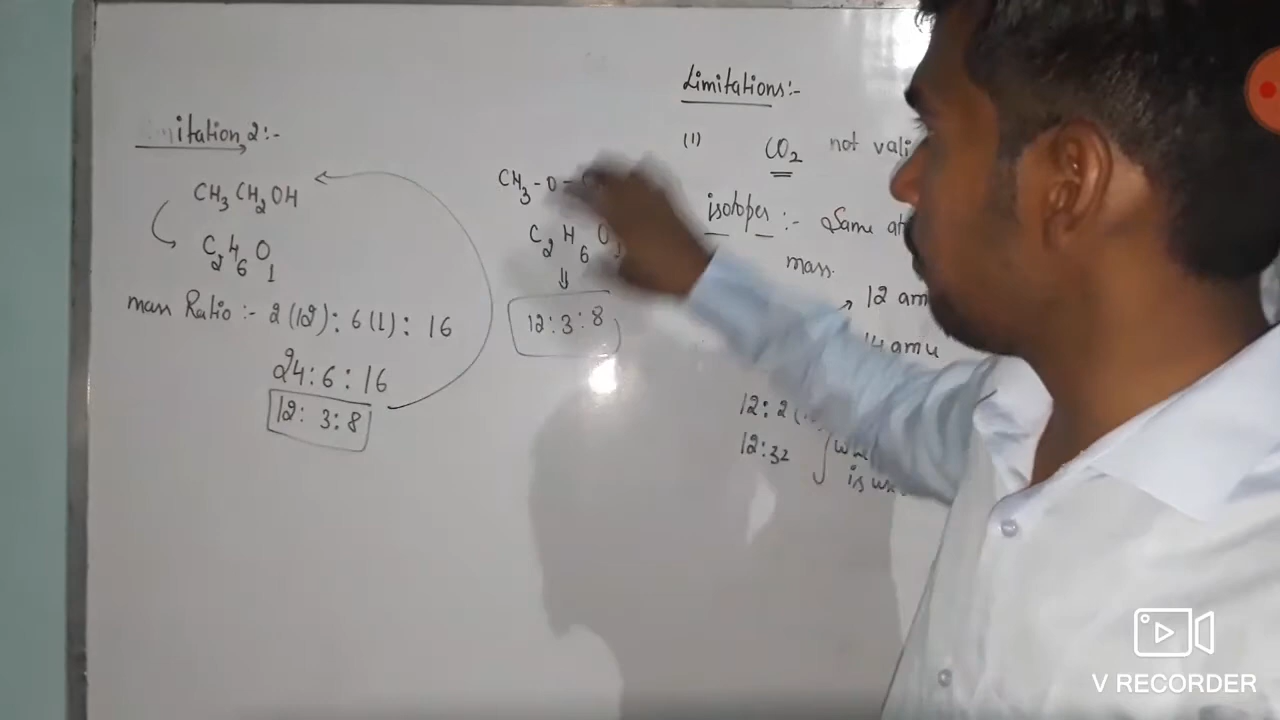 itation 2:-
CH3 CH2 OH
C2 H6 O1
mass Ratio :- 2(12): 6(1): 16
24:6:16
12: 3:8
CH3-O-
C2 H6 O
12:3:8
Limitations:-
(1) CO2 not vali
isotopes :- Same at
mass.
12 am
14 amu
12:2(
12:32
is
V RECORDER